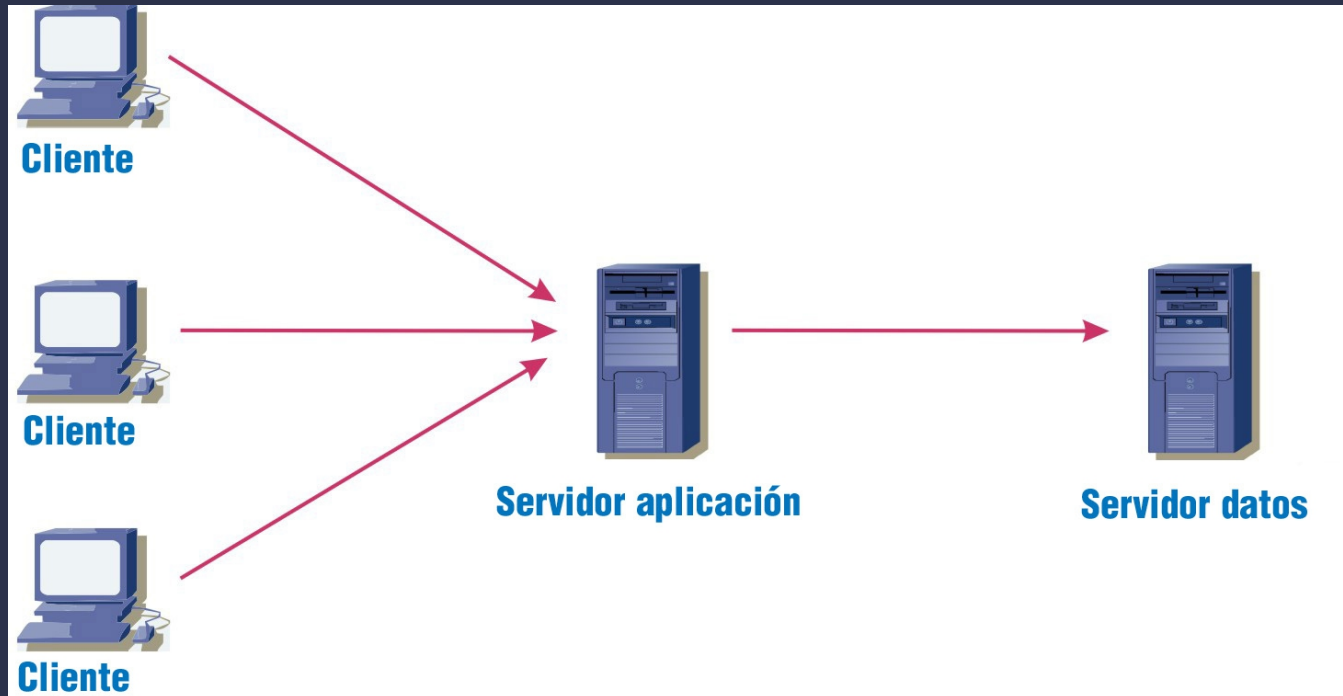 Cliente
Cliente
Servidor aplicación
Servidor datos
Cliente